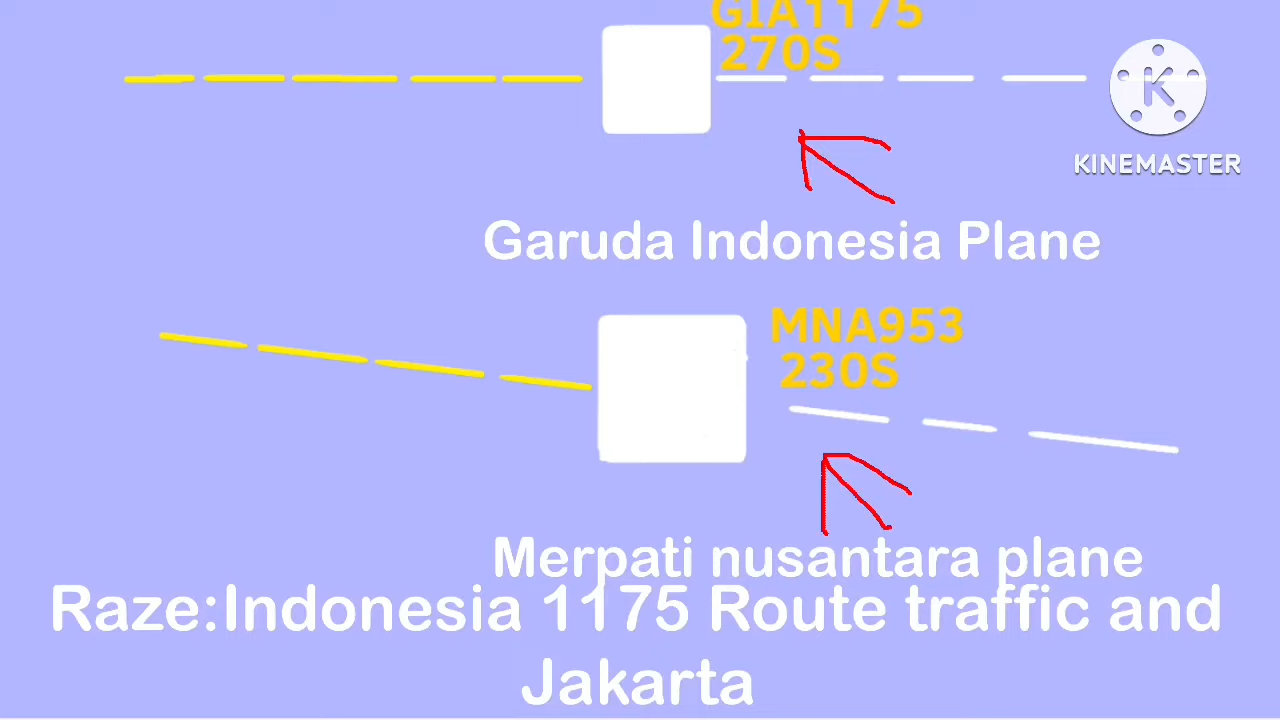 GIA1175
270S
K
KINEMASTER
Garuda Indonesia Plane
MNA953
230S
Merpati nusantara plane
Raze:Indonesia 1175 Route traffic and
Jakarta